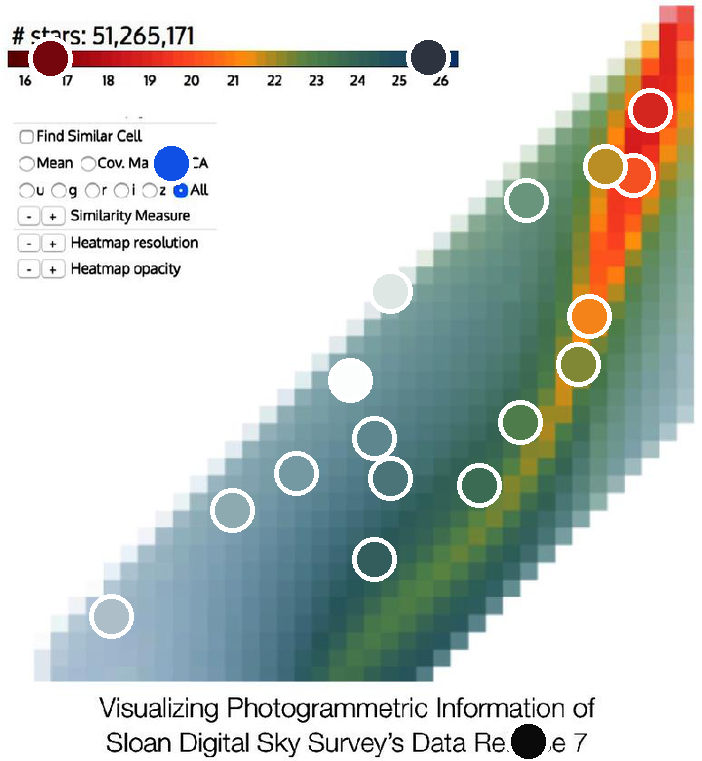 # stars: 51,265,171
16 17 18 19 20 21 22 23 24 25 26
Find Similar Cell
Mean Cov.
u g r i z All
- + Similarity Measure
- + Heatmap resolution
- + Heatmap opacity
Visualizing Photogrammetric Information of
Sloan Digital Sky Survey's Data 7